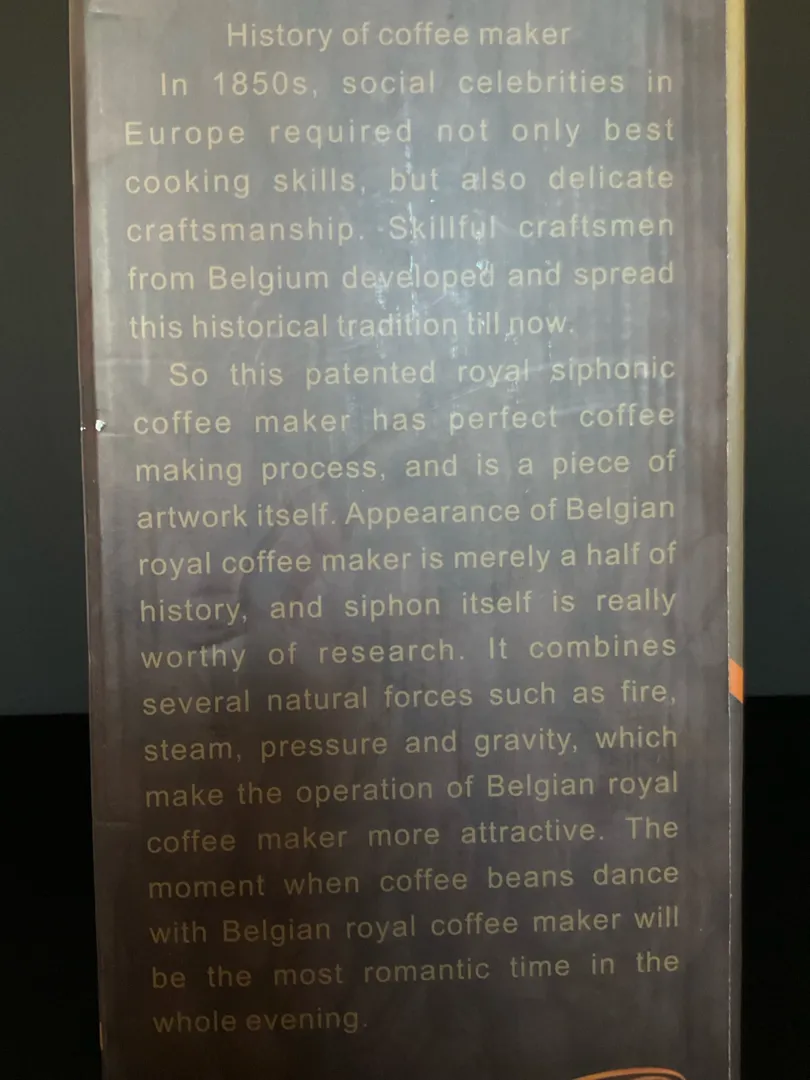 History of coffee maker
In 1850s, social celebrities in
Europe required not only best
cooking skills, but also delicate
craftsmanship. Skillful craftsmen
from Belgium developed and spread
this historical tradition till now.
So this patented royal siphonic
coffee maker has perfect coffee
making process, and is a piece of
artwork itself. Appearance of Belgian
royal coffee maker is merely a half of
history, and siphon itself is really
worthy of research. It combines
several natural forces such as fire,
steam, pressure and gravity, which
make the operation of Belgian royal
coffee maker more attractive. The
moment when coffee beans dance
with Belgian royal coffee maker will
be the most romantic time in the
whole evening.